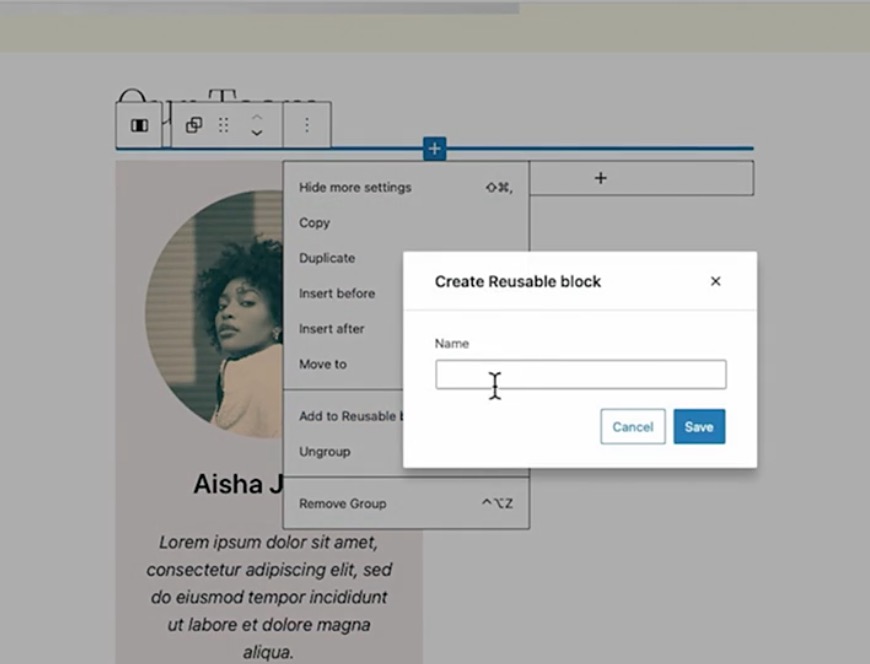 Our Team
Hide more settings ⇧⌘,
Copy
Duplicate
Insert before
Insert after
Move to
Add to Reusable
Ungroup
Remove Group ^⌥Z
Create Reusable block
Name
Cancel Save
Aisha J
Lorem ipsum dolor sit amet,
consectetur adipiscing elit, sed
do eiusmod tempor incididunt
ut labore et dolore magna
aliqua.